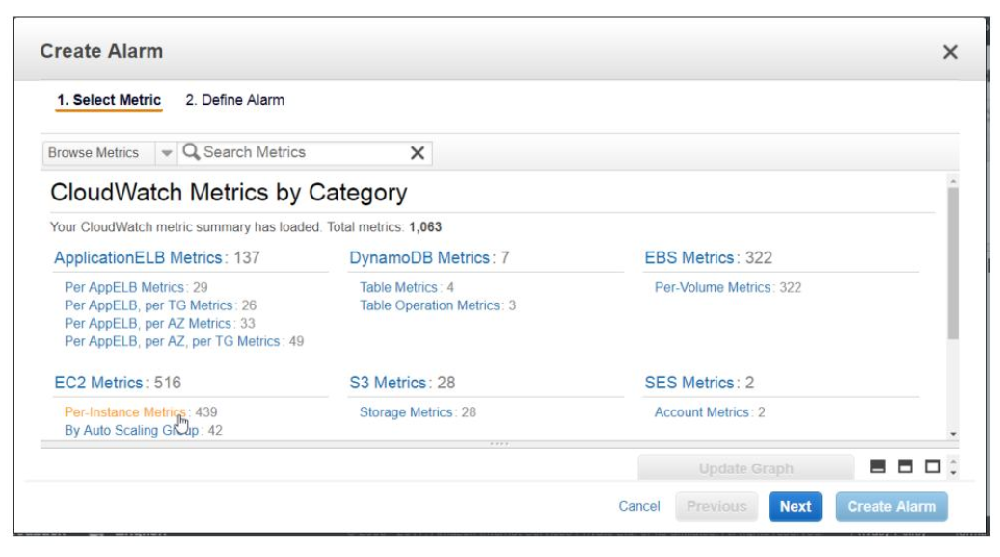 Create Alarm
1. Select Metric 2. Define Alarm
Browse Metrics Search Metrics
CloudWatch Metrics by Category
Your CloudWatch metric summary has loaded. Total metrics: 1,063
ApplicationELB Metrics: 137
Per AppELB Metrics: 29
Per AppELB, per TG Metrics: 26
Per AppELB, per AZ Metrics: 33
Per AppELB, per AZ, per TG Metrics: 49
DynamoDB Metrics: 7
Table Metrics: 4
Table Operation Metrics: 3
EBS Metrics: 322
Per-Volume Metrics: 322
EC2 Metrics: 516
Per-Instance Metrics: 439
By Auto Scaling Group: 42
S3 Metrics: 28
Storage Metrics: 28
SES Metrics: 2
Account Metrics: 2
Update Graph
Cancel Previous Next Create Alarm